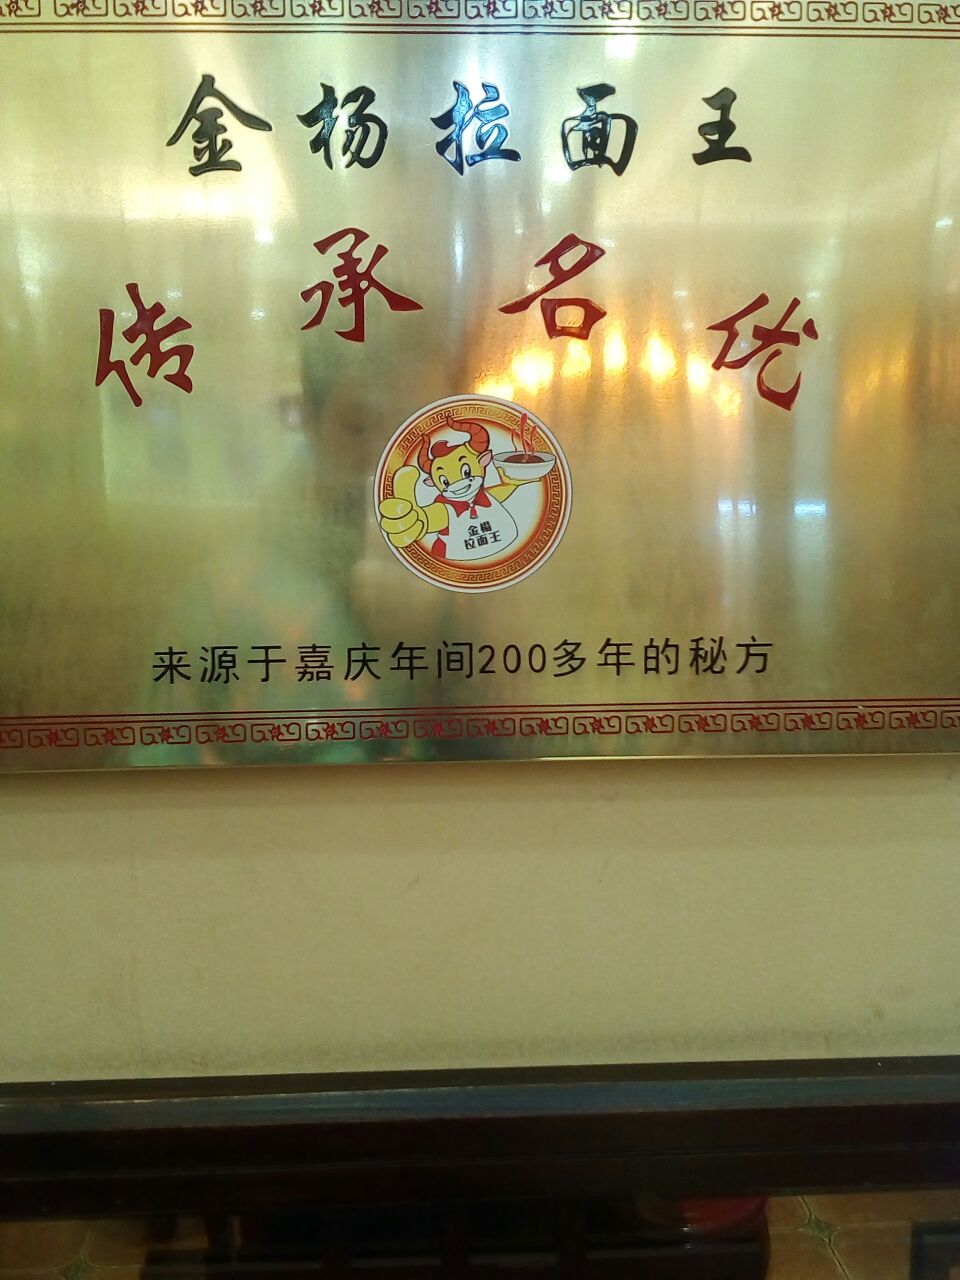 金杨拉面王
传承名优
金楊
拉面王
来源于嘉庆年间200多年的秘方